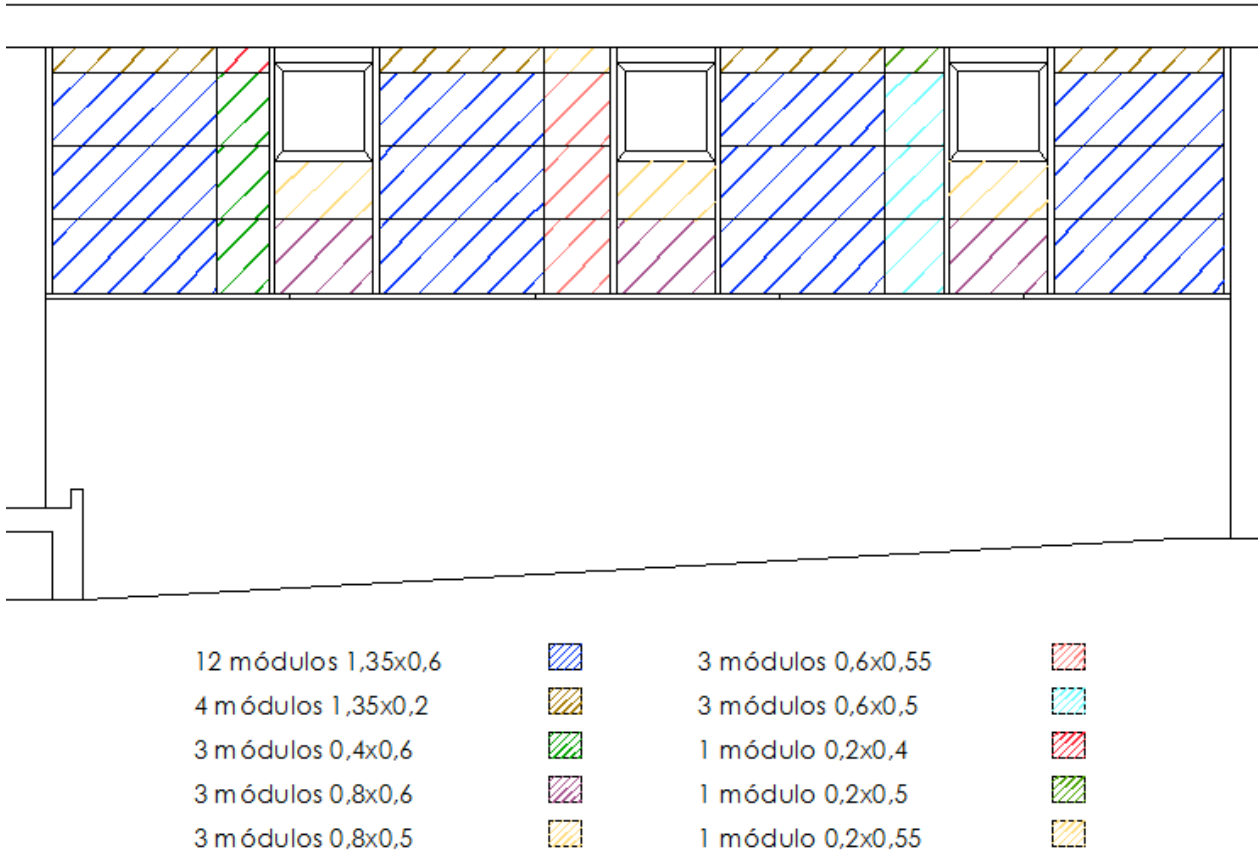 12 módulos 1,35x0,6
4 módulos 1,35x0,2
3 módulos 0,4x0,6
3 módulos 0,8x0,6
3 módulos 0,8x0,5
3 módulos 0,6x0,55
3 módulos 0,6x0,5
1 módulo 0,2x0,4
1 módulo 0,2x0,5
1 módulo 0,2x0,55